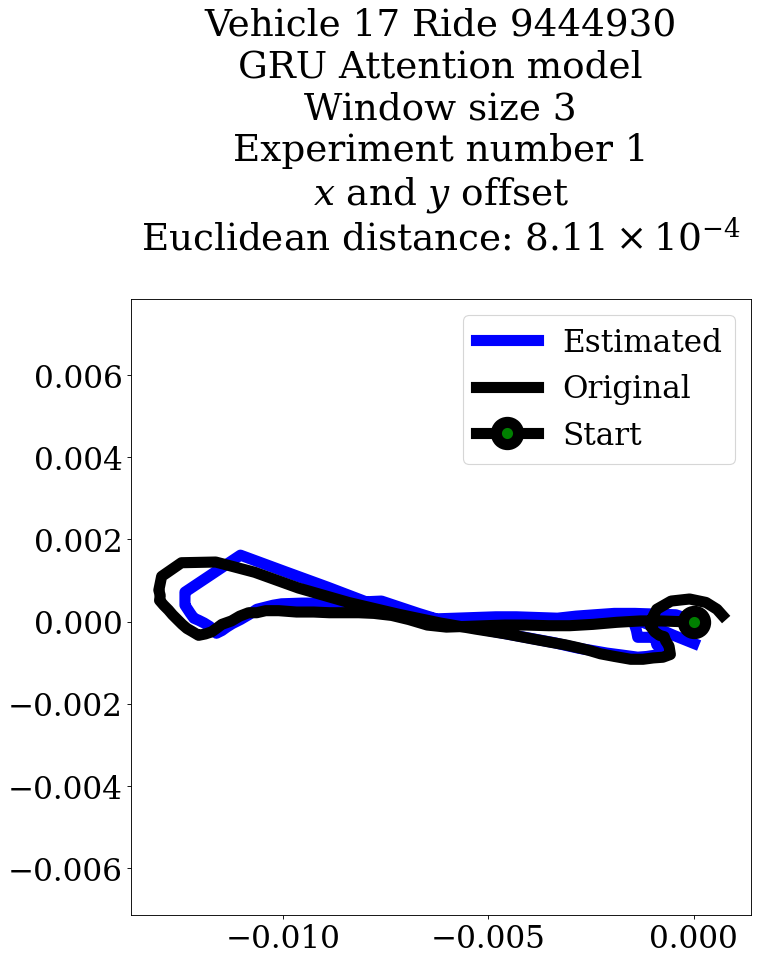 Vehicle 17 Ride 9444930
GRU Attention model
Window size 3
Experiment number 1
x and y offset
Euclidean distance: 8.11 × 10⁻⁴
Estimated
Original
Start
0.006
0.004
0.002
0.000
−0.002
−0.004
−0.006
−0.010
−0.005
0.000